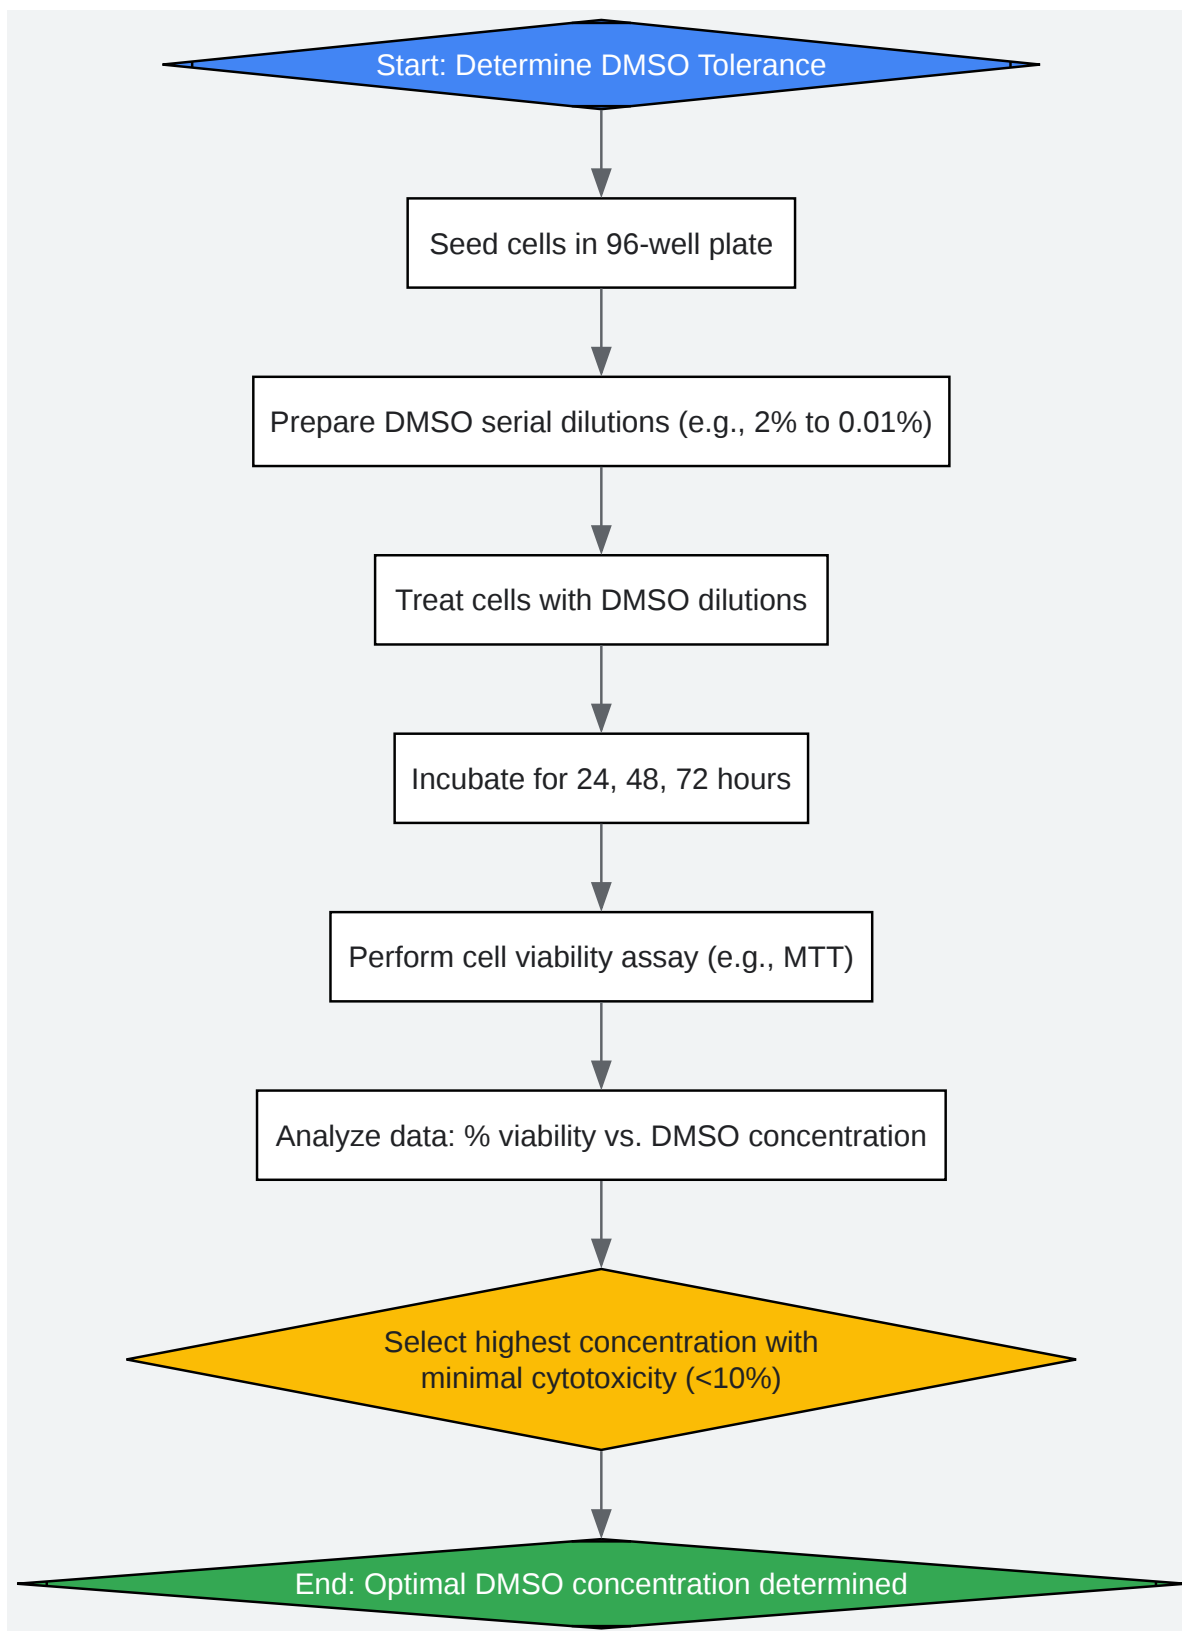 Start: Determine DMSO Tolerance
Seed cells in 96-well plate
Prepare DMSO serial dilutions (e.g., 2% to 0.01%)
Treat cells with DMSO dilutions
Incubate for 24, 48, 72 hours
Perform cell viability assay (e.g., MTT)
Analyze data: % viability vs. DMSO concentration
Select highest concentration with
minimal cytotoxicity (<10%)
End: Optimal DMSO concentration determined